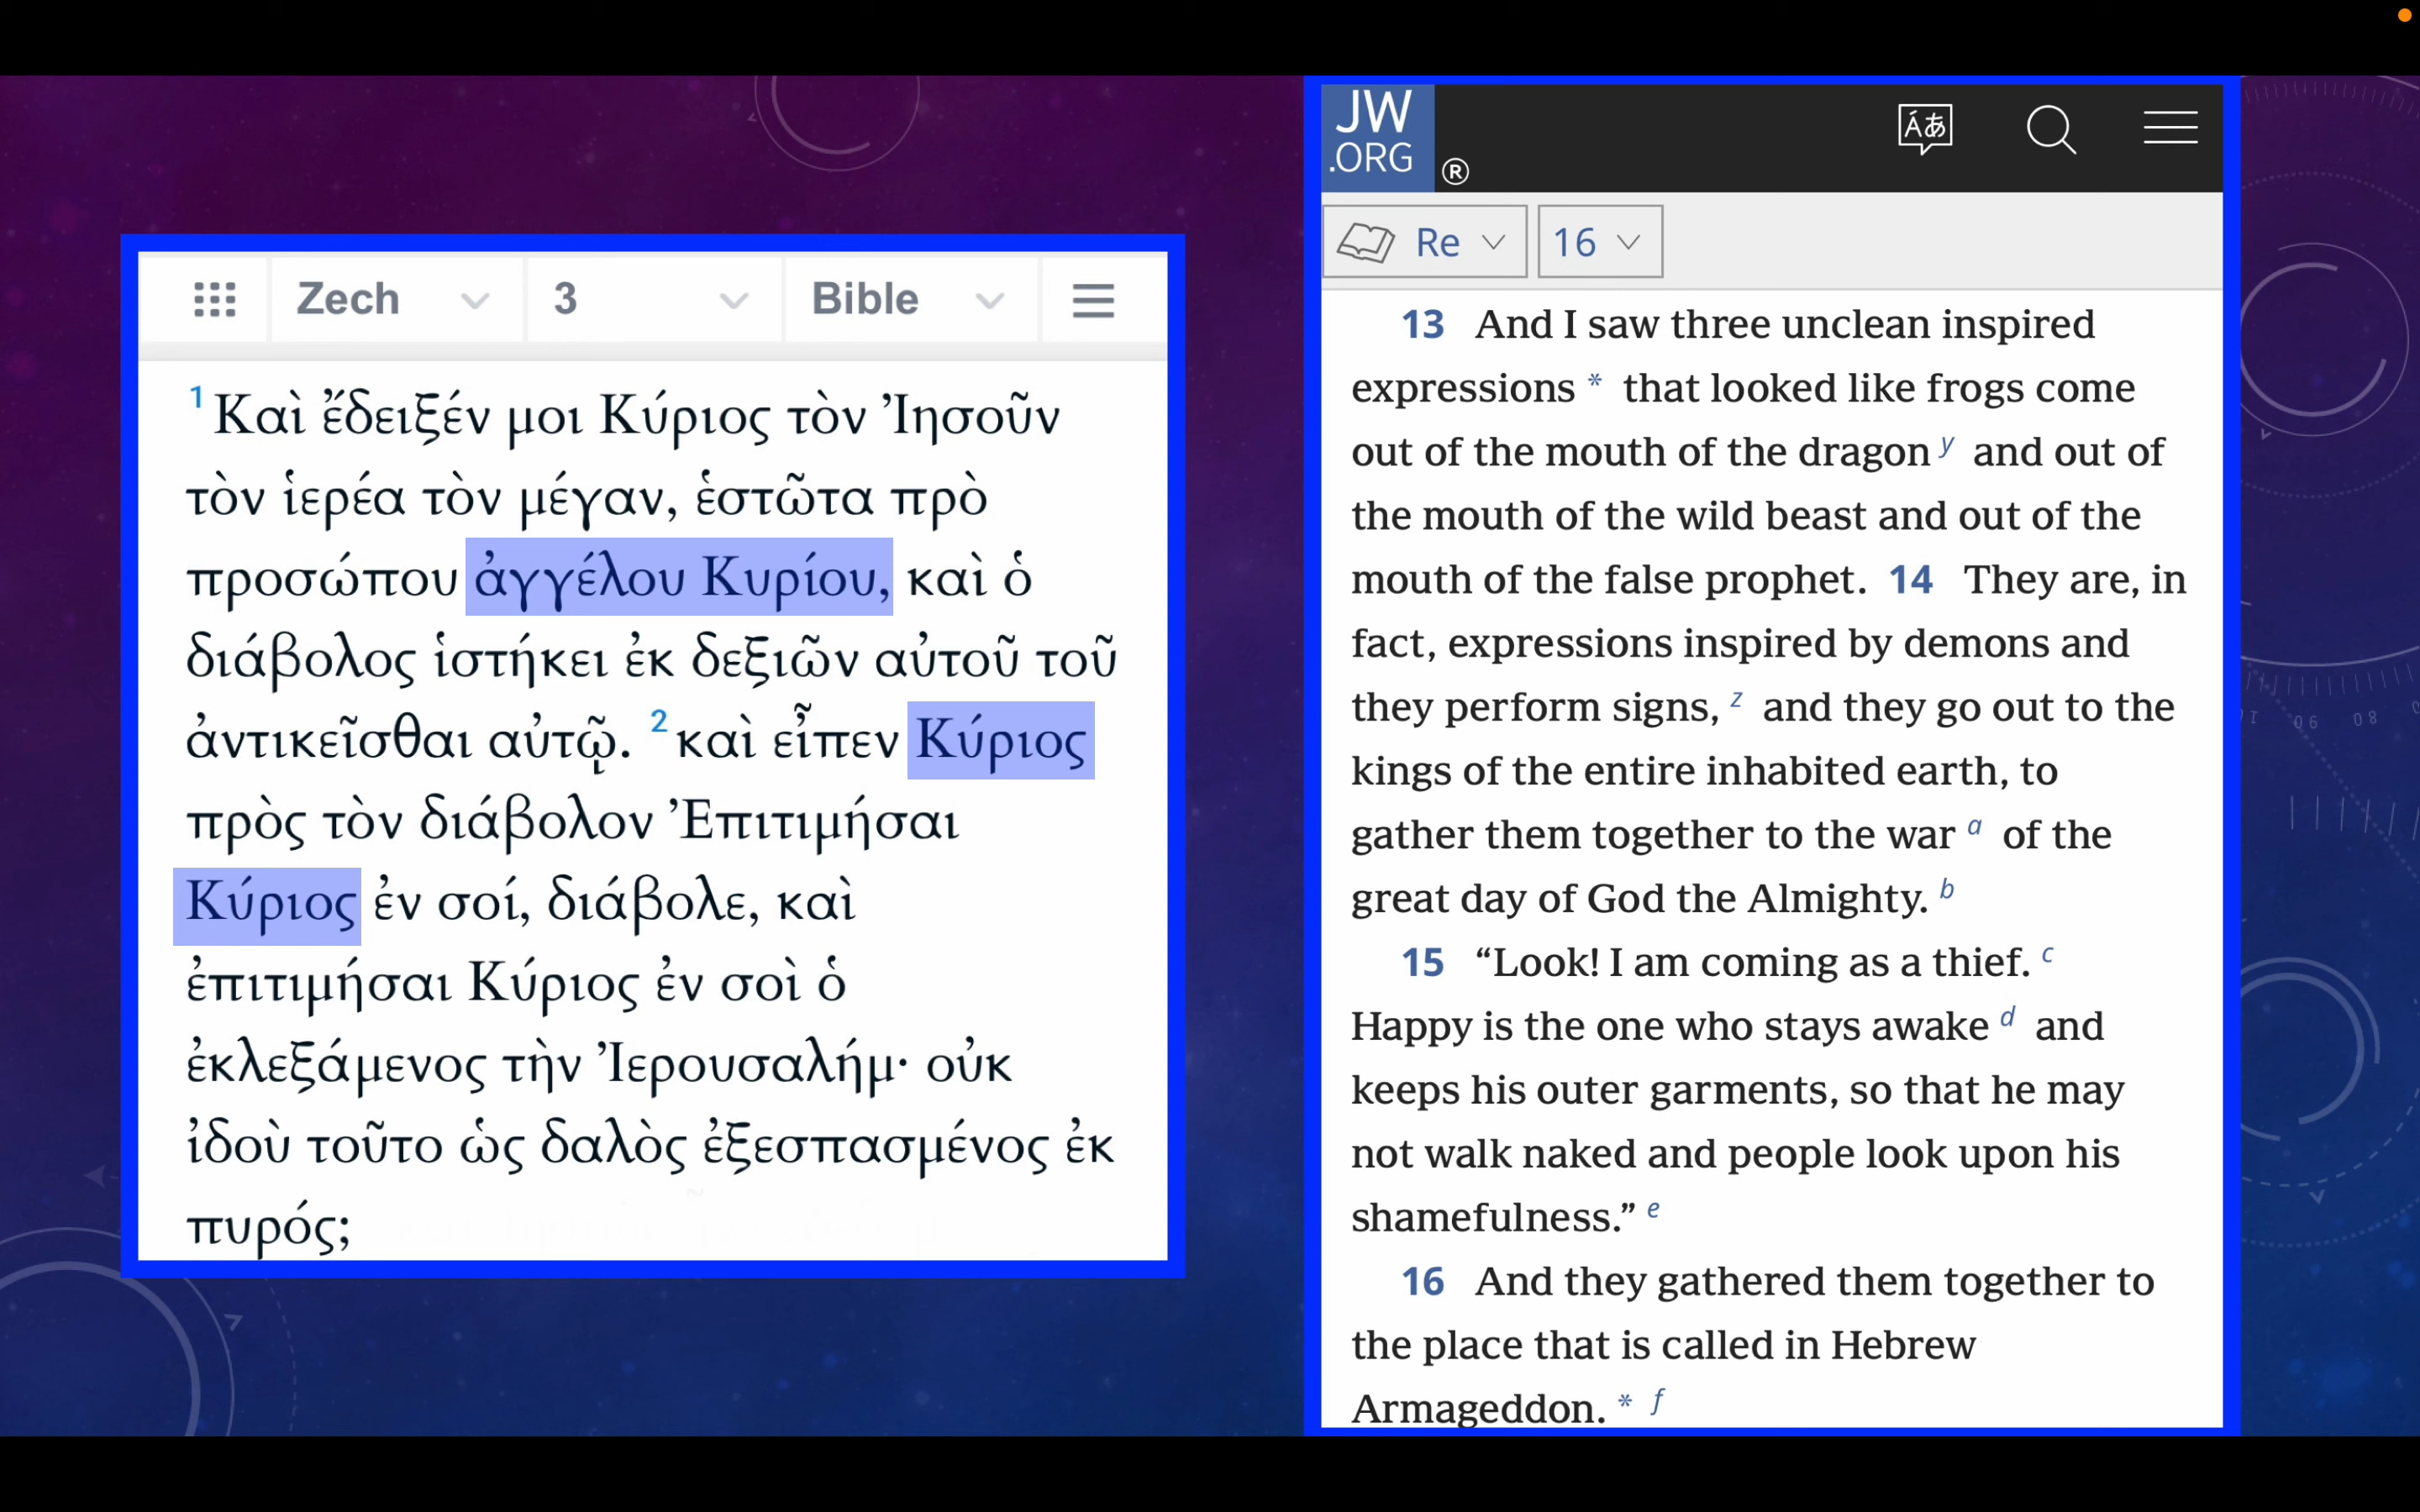 Zech 3 Bible
¹Καὶ ἔδειξέν μοι Κύριος τὸν Ἰησοῦν
τὸν ἱερέα τὸν μέγαν, ἑστῶτα πρὸ
προσώπου ἀγγέλου Κυρίου, καὶ ὁ
διάβολος ἱστήκει ἐκ δεξιῶν αὐτοῦ τοῦ
ἀντικεῖσθαι αὐτῷ. ²καὶ εἶπεν Κύριος
πρὸς τὸν διάβολον Ἐπιτιμήσαι
Κύριος ἐν σοί, διάβολε, καὶ
ἐπιτιμήσαι Κύριος ἐν σοὶ ὁ
ἐκλεξάμενος τὴν Ἰερουσαλήμ· οὐκ
ἰδοὺ τοῦτο ὡς δαλὸς ἐξεσπασμένος ἐκ
πυρός;
JW
.ORG ® Áあ
Re 16
13 And I saw three unclean inspired
expressions * that looked like frogs come
out of the mouth of the dragon y and out of
the mouth of the wild beast and out of the
mouth of the false prophet. 14 They are, in
fact, expressions inspired by demons and
they perform signs, z and they go out to the
kings of the entire inhabited earth, to
gather them together to the war a of the
great day of God the Almighty. b
15 “Look! I am coming as a thief. c
Happy is the one who stays awake d and
keeps his outer garments, so that he may
not walk naked and people look upon his
shamefulness.” e
16 And they gathered them together to
the place that is called in Hebrew
Armageddon. * f